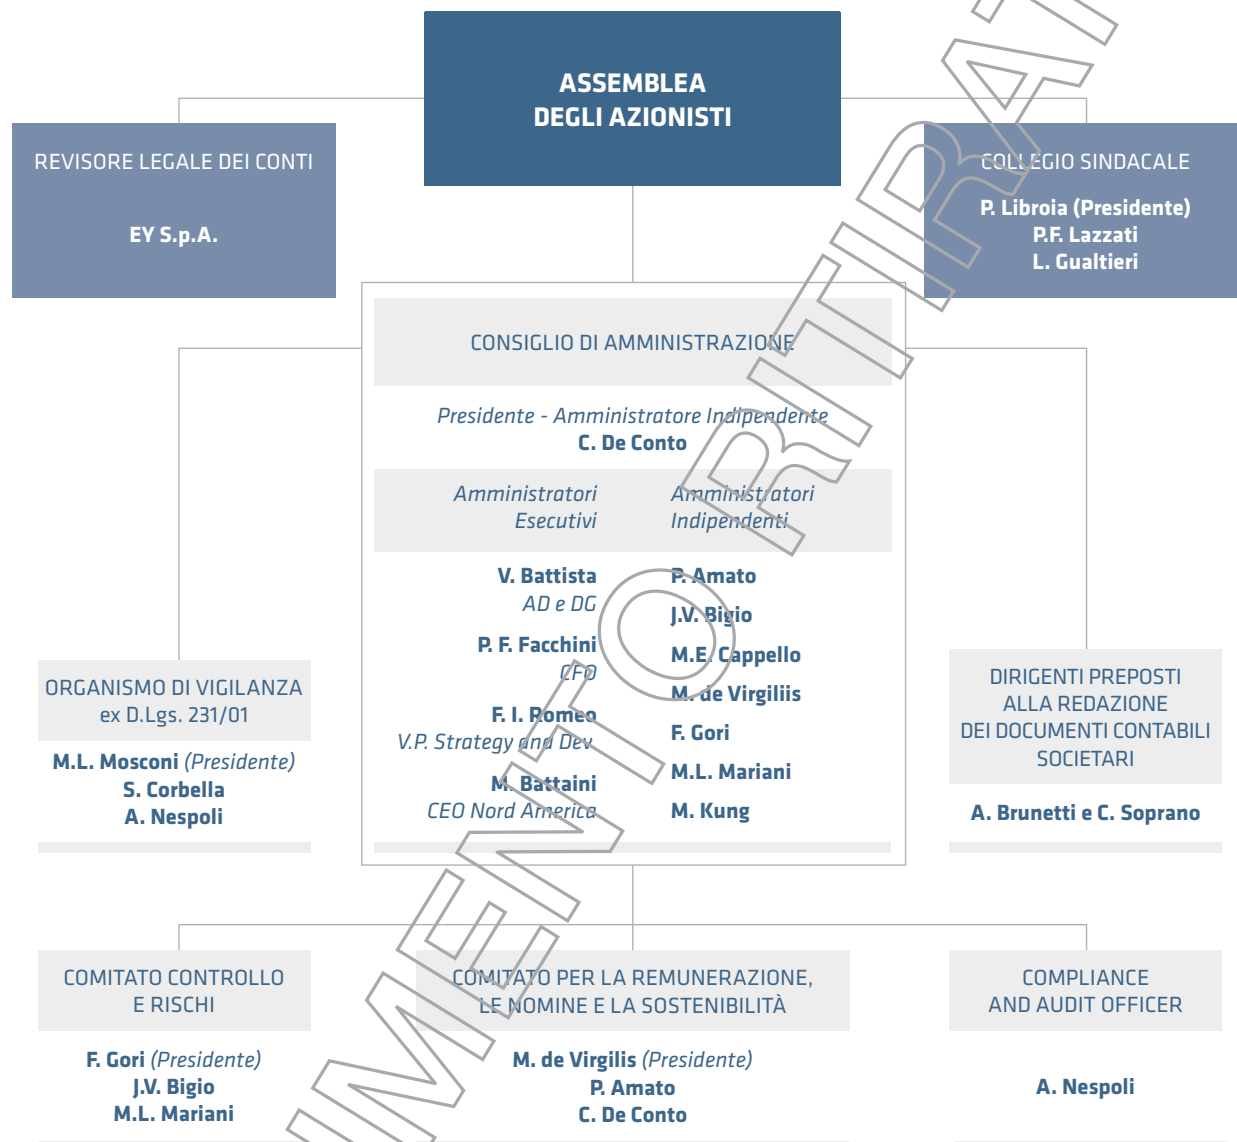 ASSEMBLEA
DEGLI AZIONISTI
REVISORE LEGALE DEI CONTI
EY S.p.A.
COLLEGIO SINDACALE
P. Libroia (Presidente)
P.F. Lazzati
L. Gualtieri
CONSIGLIO DI AMMINISTRAZIONE
Presidente - Amministratore Indipendente
C. De Conto
Amministratori
Esecutivi
Amministratori
Indipendenti
V. Battista
AD e DG
P. F. Facchini
CFO
F. I. Romeo
V.P. Strategy and Dev.
M. Battaini
CEO Nord America
P. Amato
J.V. Bigio
M.E. Cappello
M. de Virgiliis
F. Gori
M.L. Mariani
M. Kung
ORGANISMO DI VIGILANZA
ex D.Lgs. 231/01
M.L. Mosconi (Presidente)
S. Corbella
A. Nespoli
DIRIGENTI PREPOSTI
ALLA REDAZIONE
DEI DOCUMENTI CONTABILI
SOCIETARI
A. Brunetti e C. Soprano
COMITATO CONTROLLO
E RISCHI
F. Gori (Presidente)
J.V. Bigio
M.L. Mariani
COMITATO PER LA REMUNERAZIONE,
LE NOMINE E LA SOSTENIBILITÀ
M. de Virgilis (Presidente)
P. Amato
C. De Conto
COMPLIANCE
AND AUDIT OFFICER
A. Nespoli
IMENTO RITIRAT